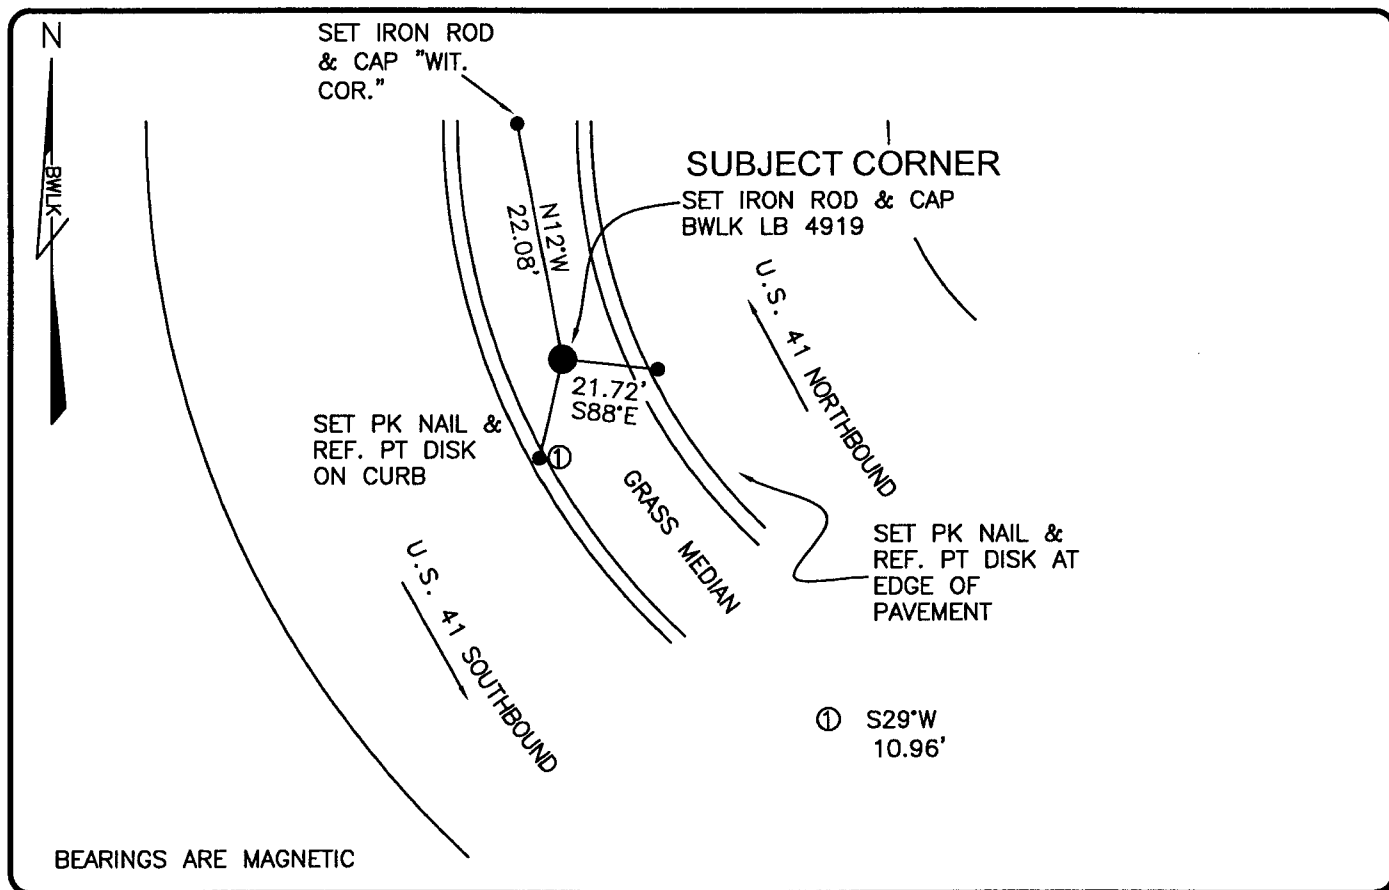 N
BWLK
SET IRON ROD
& CAP "WIT.
COR."
SUBJECT CORNER
SET IRON ROD & CAP
BWLK LB 4919
N12°W
22.08'
21.72'
S88°E
SET PK NAIL &
REF. PT DISK
ON CURB
①
U.S. 41 NORTHBOUND
GRASS MEDIAN
SET PK NAIL &
REF. PT DISK AT
EDGE OF
PAVEMENT
U.S. 41 SOUTHBOUND
① S29°W
10.96'
BEARINGS ARE MAGNETIC